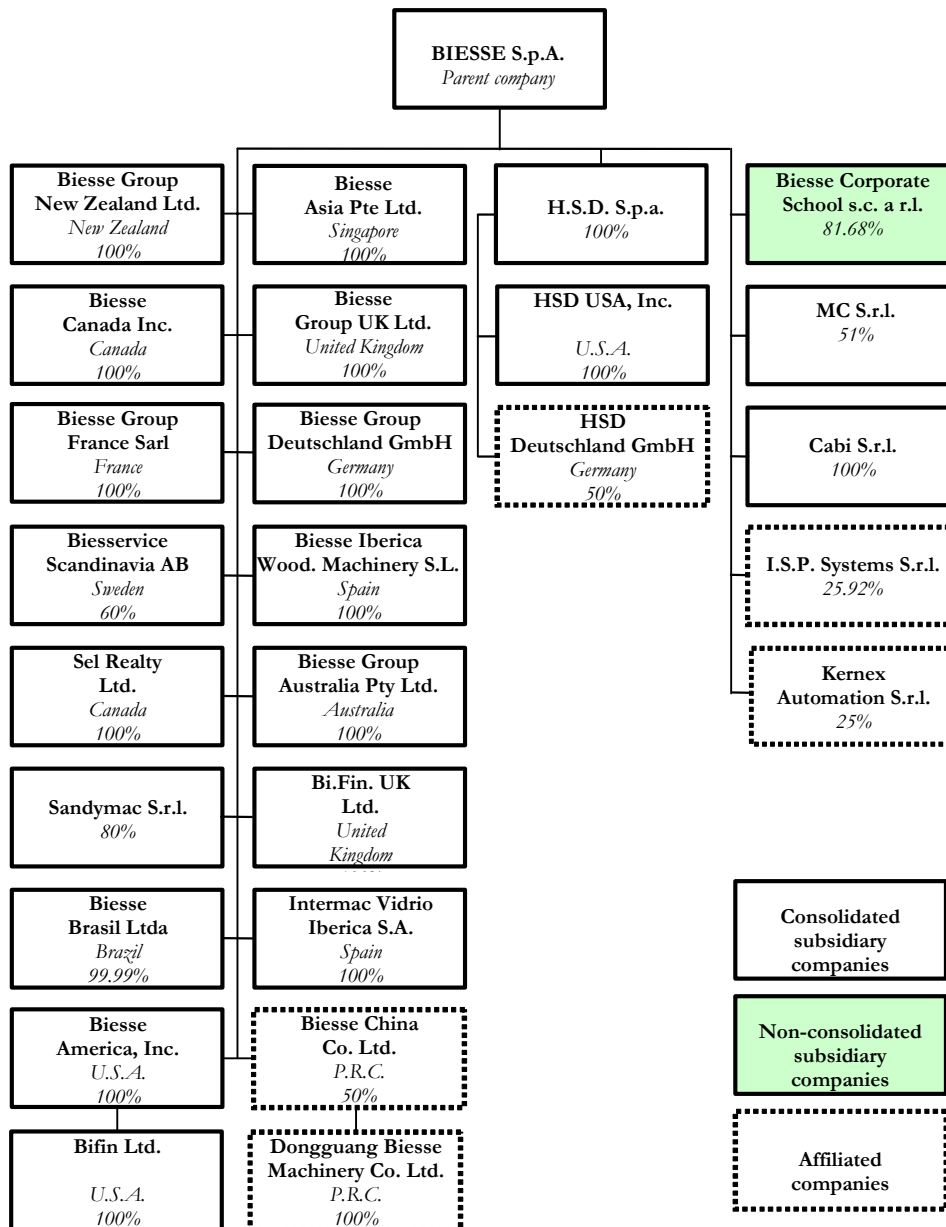 BIESSE S.p.A.
Parent company
Biesse Group
New Zealand Ltd.
New Zealand
100%
Biesse
Asia Pte Ltd.
Singapore
100%
H.S.D. S.p.a.
100%
Biesse Corporate
School s.c. a r.l.
81.68%
Biesse
Canada Inc.
Canada
100%
Biesse
Group UK Ltd.
United Kingdom
100%
HSD USA, Inc.
U.S.A.
100%
MC S.r.l.
51%
Biesse Group
France Sarl
France
100%
Biesse Group
Deutschland GmbH
Germany
100%
HSD
Deutschland GmbH
Germany
50%
Cabi S.r.l.
100%
Biesservice
Scandinavia AB
Sweden
60%
Biesse Iberica
Wood. Machinery S.L.
Spain
100%
I.S.P. Systems S.r.l.
25.92%
Sel Realty
Ltd.
Canada
100%
Biesse Group
Australia Pty Ltd.
Australia
100%
Kernex
Automation S.r.l.
25%
Sandymac S.r.l.
80%
Bi.Fin. UK
Ltd.
United
Kingdom
Biesse
Brasil Ltda
Brazil
99.99%
Intermac Vidrio
Iberica S.A.
Spain
100%
Consolidated
subsidiary
companies
Biesse
America, Inc.
U.S.A.
100%
Biesse China
Co. Ltd.
P.R.C.
50%
Non-consolidated
subsidiary
companies
Bifin Ltd.
U.S.A.
100%
Dongguang Biesse
Machinery Co. Ltd.
P.R.C.
100%
Affiliated
companies